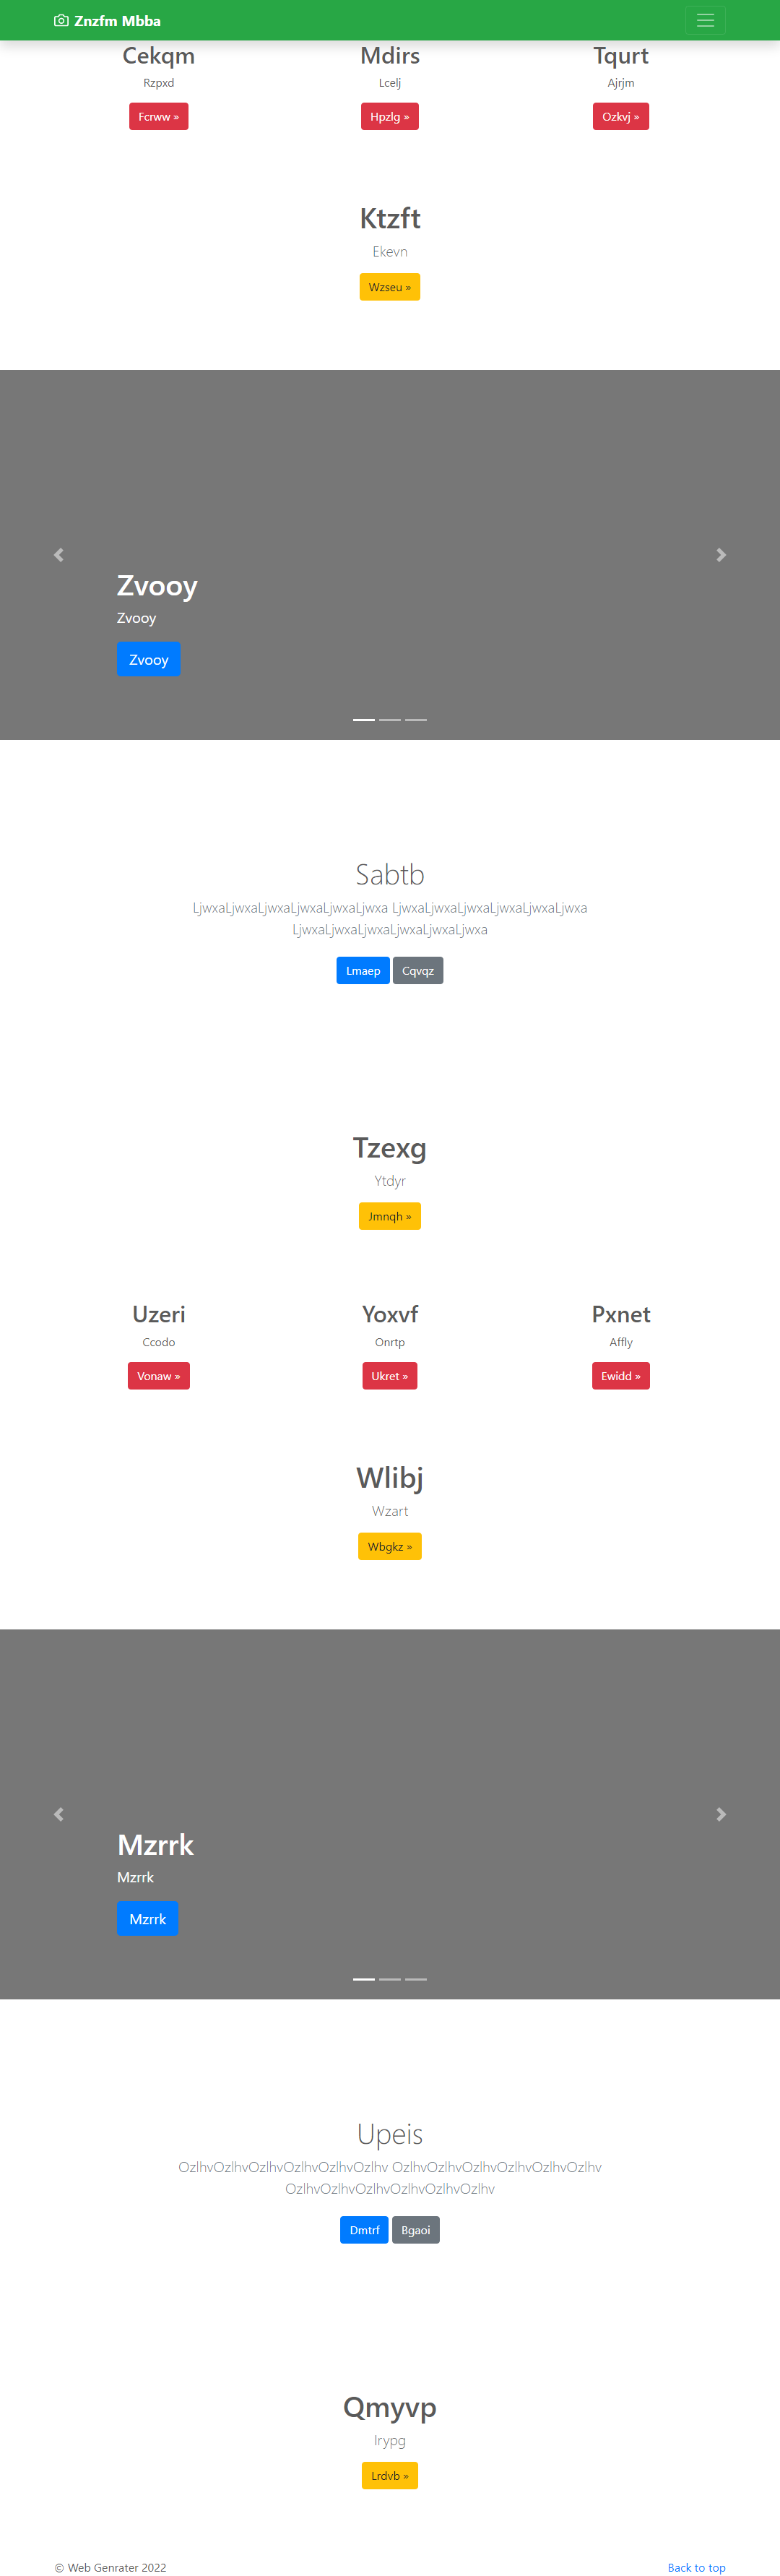 Znzfm Mbba
Cekqm Mdirs Tqurt
Rzpxd Lcelj Ajrjm
Fcrww » Hpzlg » Ozkvj »
Ktzft
Ekevn
Wzseu »
Zvooy
Zvooy
Zvooy
Sabtb
LjwxaLjwxaLjwxaLjwxaLjwxaLjwxa LjwxaLjwxaLjwxaLjwxaLjwxaLjwxa
LjwxaLjwxaLjwxaLjwxaLjwxaLjwxa
Lmaep Cqvqz
Tzexg
Ytdyr
Jmnqh »
Uzeri Yoxvf Pxnet
Ccodo Onrtp Affly
Vonaw » Ukret » Ewidd »
Wlibj
Wzart
Wbgkz »
Mzrrk
Mzrrk
Mzrrk
Upeis
OzlhvOzlhvOzlhvOzlhvOzlhvOzlhv OzlhvOzlhvOzlhvOzlhvOzlhvOzlhv
OzlhvOzlhvOzlhvOzlhvOzlhvOzlhv
Dmtrf Bgaoi
Qmyvp
Irypg
Lrdvb »
© Web Genrater 2022 Back to top